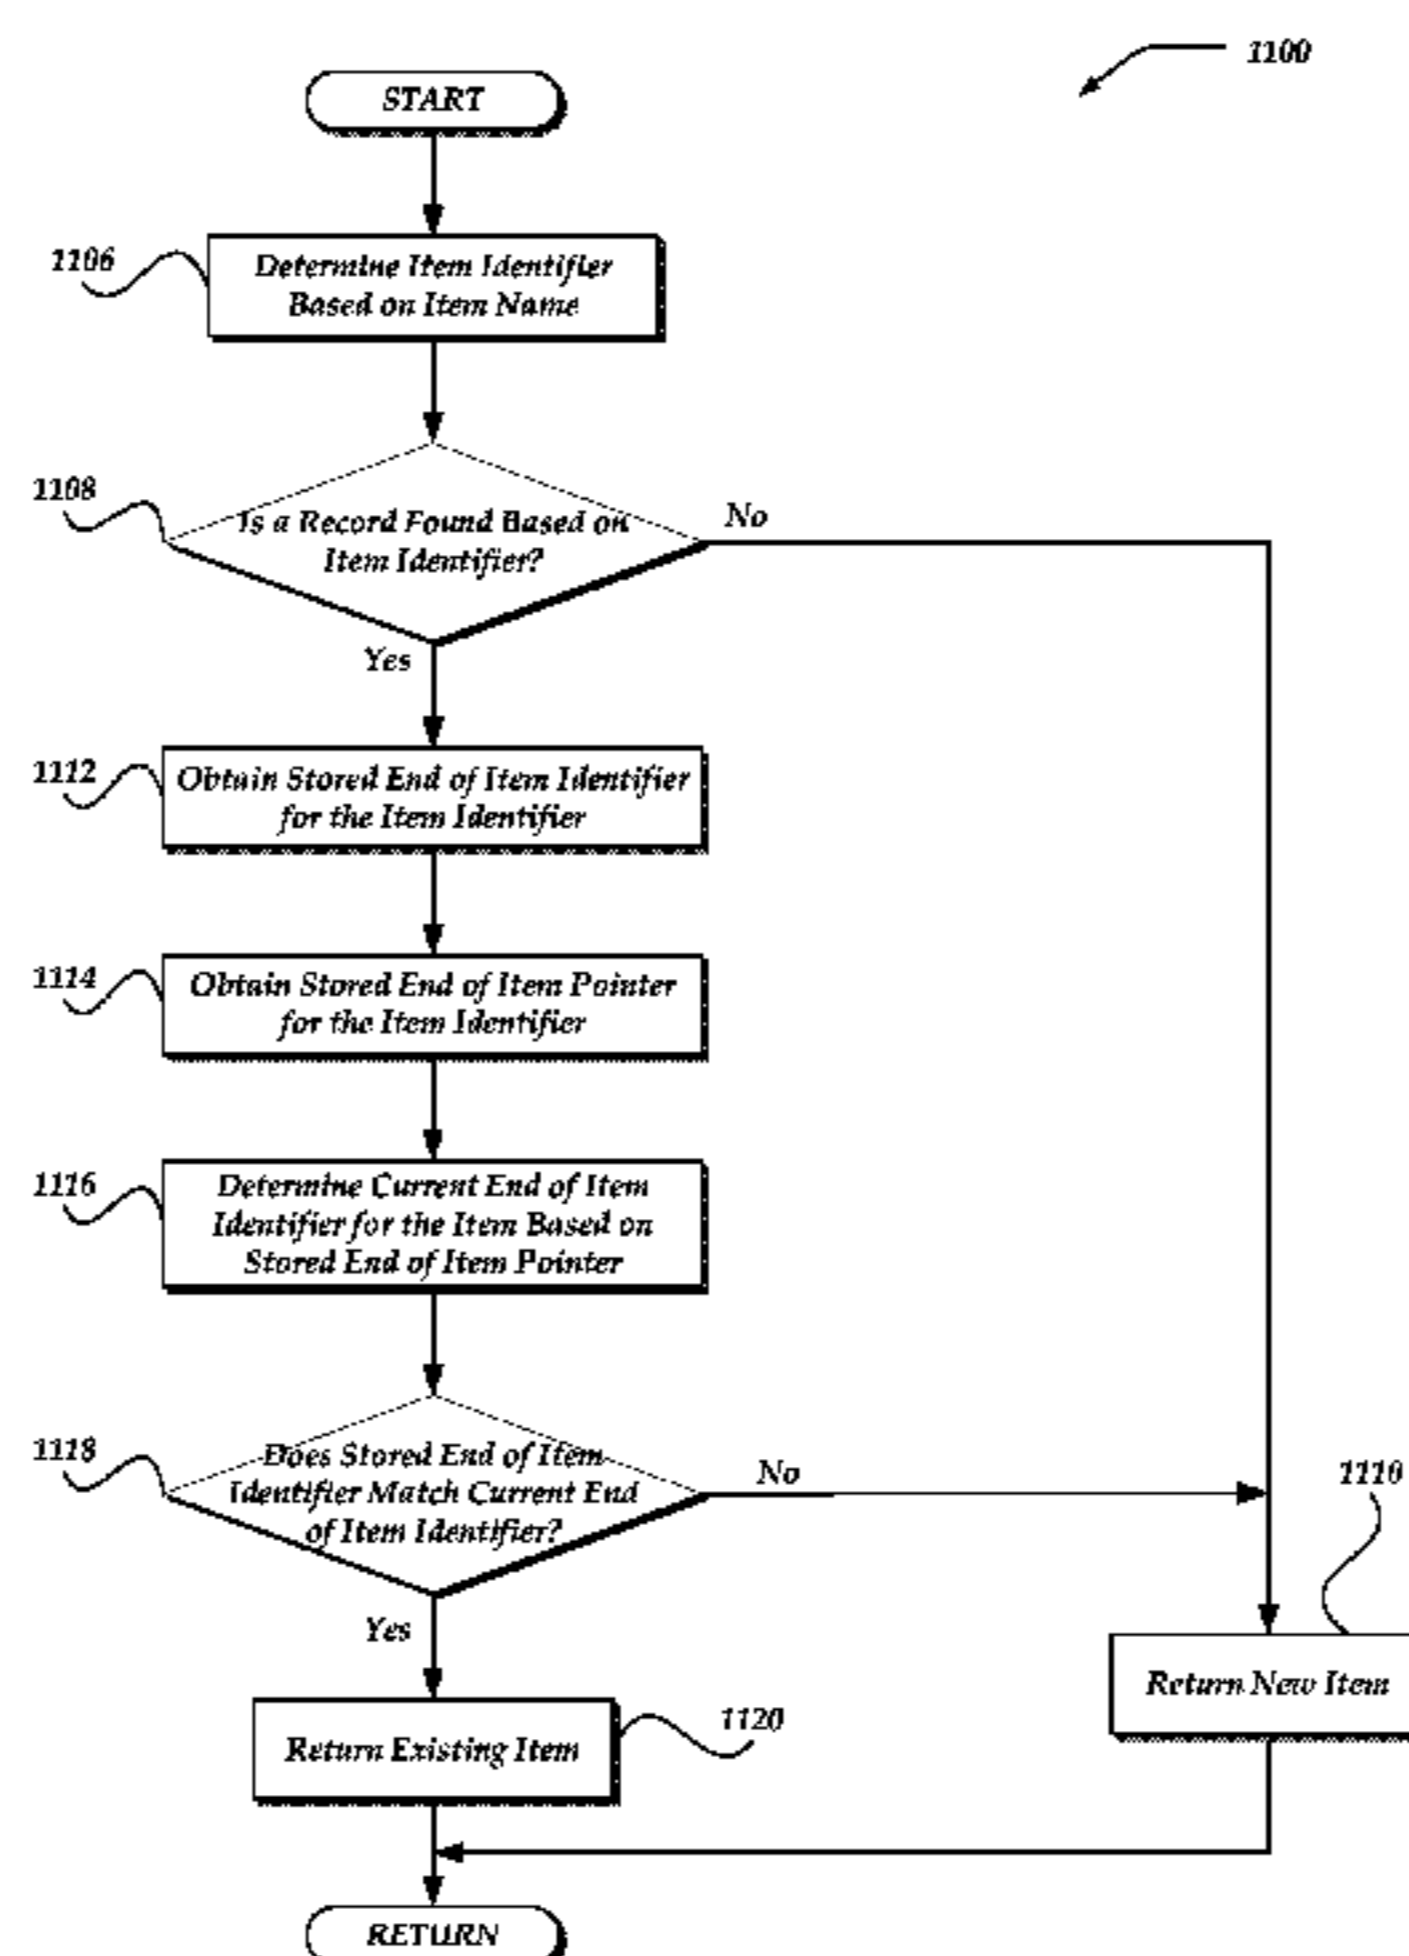 1100
START
1106
Determine Item Identifier
Based on Item Name
1108
Is a Record Found Based on
Item Identifier?
No
Yes
1112
Obtain Stored End of Item Identifier
for the Item Identifier
1114
Obtain Stored End of Item Pointer
for the Item Identifier
1116
Determine Current End of Item
Identifier for the Item Based on
Stored End of Item Pointer
1118
Does Stored End of Item
Identifier Match Current End
of Item Identifier?
No
1110
Yes
Return New Item
1120
Return Existing Item
RETURN